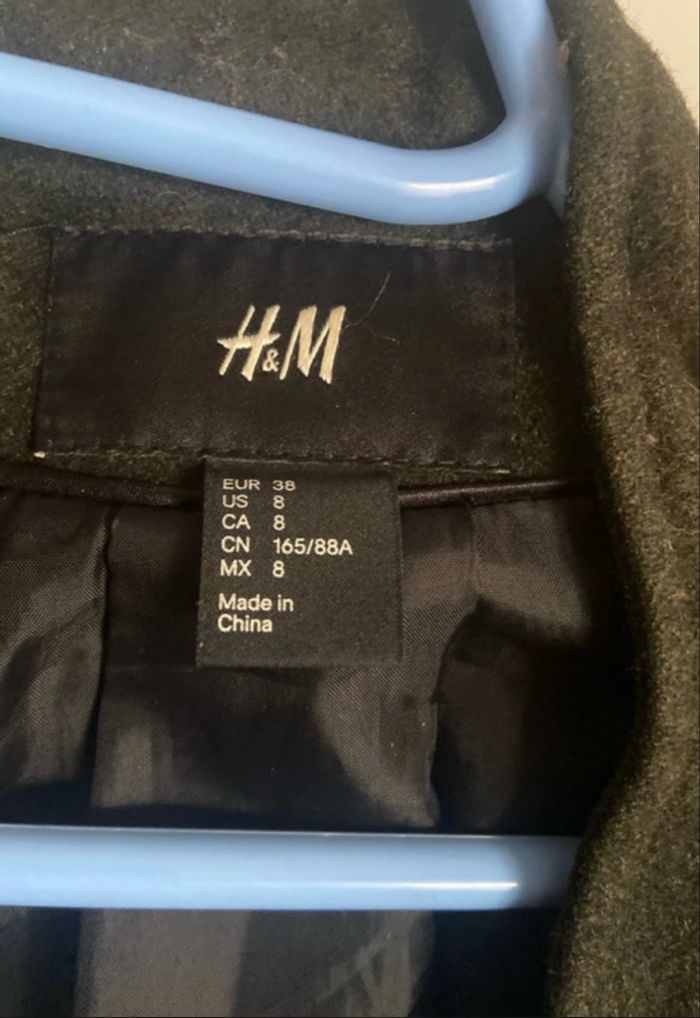 H&M
EUR 38
US 8
CA 8
CN 165/88A
MX 8
Made in
China